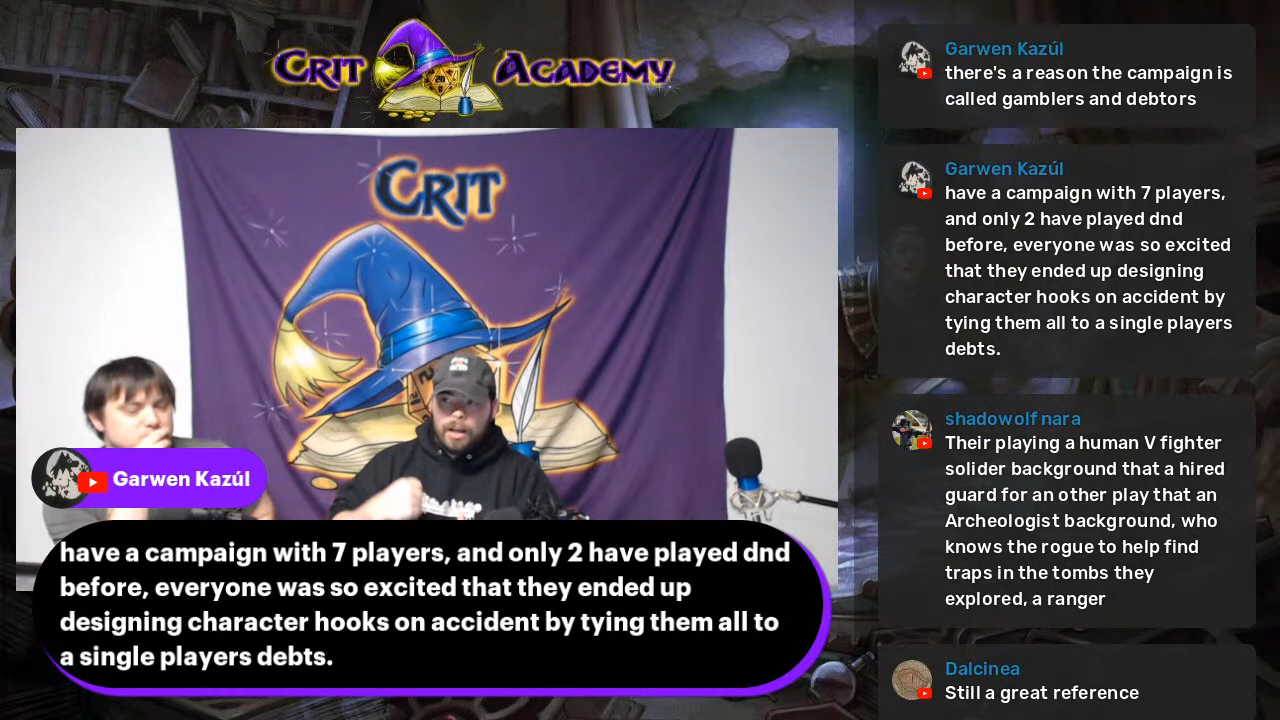 CRIT ACADEMY
CRIT
Garwen Kazúl
have a campaign with 7 players, and only 2 have played dnd
before, everyone was so excited that they ended up
designing character hooks on accident by tying them all to
a single players debts.
Garwen Kazúl
there's a reason the campaign is
called gamblers and debtors
Garwen Kazúl
have a campaign with 7 players,
and only 2 have played dnd
before, everyone was so excited
that they ended up designing
character hooks on accident by
tying them all to a single players
debts.
shadowolf nara
Their playing a human V fighter
solider background that a hired
guard for an other play that an
Archeologist background, who
knows the rogue to help find
traps in the tombs they
explored, a ranger
Dalcinea
Still a great reference